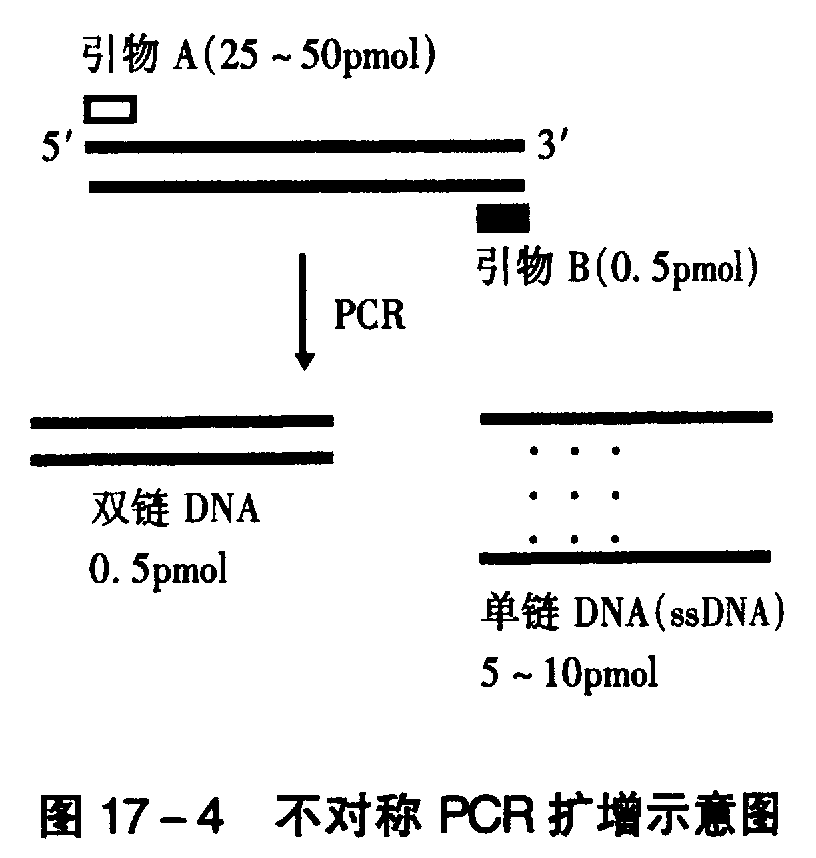 引物 A(25 ~ 50pmol)
5′ 3′
引物 B(0. 5pmol)
PCR
双链 DNA
0. 5pmol
单链 DNA(ssDNA)
5 ~ 10pmol
图 17-4 不对称 PCR 扩增示意图